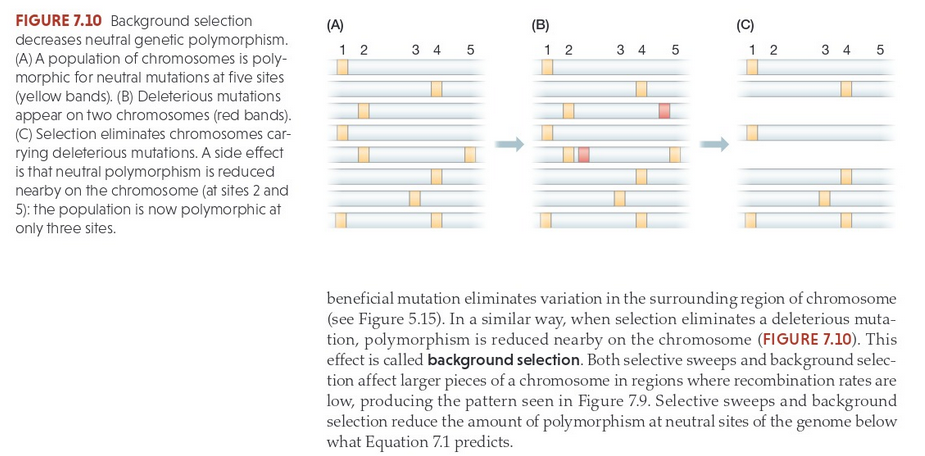 FIGURE 7.10 Background selection
decreases neutral genetic polymorphism.
(A) A population of chromosomes is poly-
morphic for neutral mutations at five sites
(yellow bands). (B) Deleterious mutations
appear on two chromosomes (red bands).
(C) Selection eliminates chromosomes car-
rying deleterious mutations. A side effect
is that neutral polymorphism is reduced
nearby on the chromosome (at sites 2 and
5): the population is now polymorphic at
only three sites.
(A)
1 2 3 4 5
(B)
1 2 3 4 5
(C)
1 2 3 4 5
beneficial mutation eliminates variation in the surrounding region of chromosome
(see Figure 5.15). In a similar way, when selection eliminates a deleterious muta-
tion, polymorphism is reduced nearby on the chromosome (FIGURE 7.10). This
effect is called background selection. Both selective sweeps and background selec-
tion affect larger pieces of a chromosome in regions where recombination rates are
low, producing the pattern seen in Figure 7.9. Selective sweeps and background
selection reduce the amount of polymorphism at neutral sites of the genome below
what Equation 7.1 predicts.